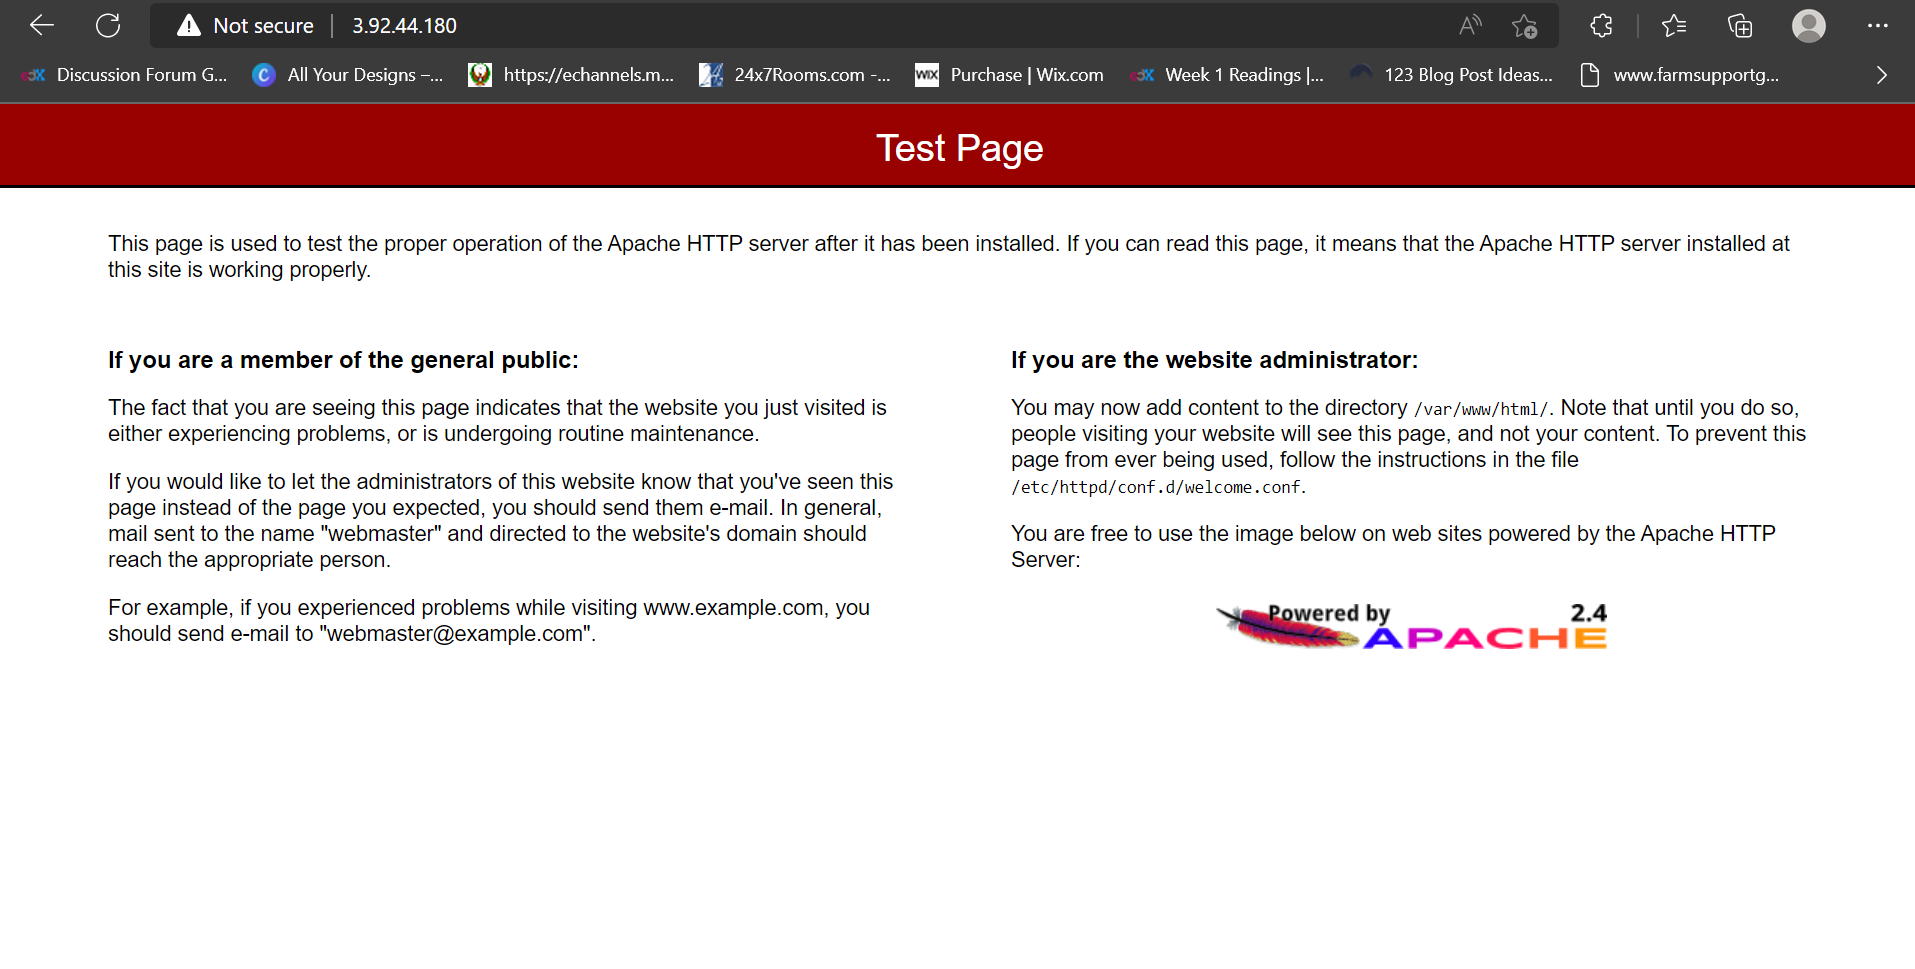 Not secure 3.92.44.180
Discussion Forum G... All Your Designs –... https://echannels.m... 24x7Rooms.com -... WIX Purchase | Wix.com Week 1 Readings |... 123 Blog Post Ideas... www.farmsupportg...
Test Page
This page is used to test the proper operation of the Apache HTTP server after it has been installed. If you can read this page, it means that the Apache HTTP server installed at
this site is working properly.
If you are a member of the general public:
The fact that you are seeing this page indicates that the website you just visited is
either experiencing problems, or is undergoing routine maintenance.
If you would like to let the administrators of this website know that you've seen this
page instead of the page you expected, you should send them e-mail. In general,
mail sent to the name "webmaster" and directed to the website's domain should
reach the appropriate person.
For example, if you experienced problems while visiting www.example.com, you
should send e-mail to "webmaster@example.com".
If you are the website administrator:
You may now add content to the directory /var/www/html/. Note that until you do so,
people visiting your website will see this page, and not your content. To prevent this
page from ever being used, follow the instructions in the file
/etc/httpd/conf.d/welcome.conf.
You are free to use the image below on web sites powered by the Apache HTTP
Server:
Powered by 2.4
APACHE